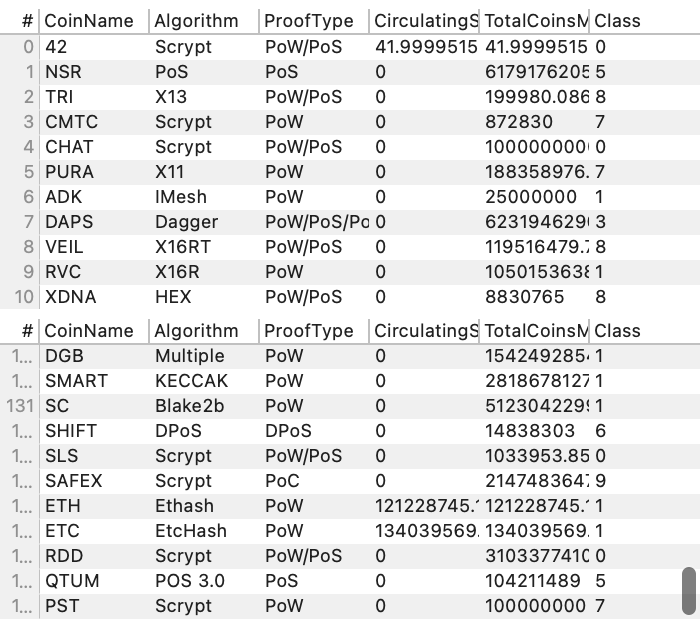 # CoinName Algorithm ProofType CirculatingS TotalCoinsM Class
0 42 Scrypt PoW/PoS 41.9999515 41.9999515 0
1 NSR PoS PoS 0 6179176205 5
2 TRI X13 PoW/PoS 0 199980.086 8
3 CMTC Scrypt PoW 0 872830 7
4 CHAT Scrypt PoW/PoS 0 1000000000 0
5 PURA X11 PoW 0 188358976. 7
6 ADK IMesh PoW 0 25000000 1
7 DAPS Dagger PoW/PoS/Po 0 6231946290 3
8 VEIL X16RT PoW/PoS 0 119516479.7 8
9 RVC X16R PoW 0 1050153638 1
10 XDNA HEX PoW/PoS 0 8830765 8
# CoinName Algorithm ProofType CirculatingS TotalCoinsM Class
1... DGB Multiple PoW 0 1542492854 1
1... SMART KECCAK PoW 0 2818678127 1
131 SC Blake2b PoW 0 5123042299 1
1... SHIFT DPoS DPoS 0 14838303 6
1... SLS Scrypt PoW/PoS 0 1033953.85 0
1... SAFEX Scrypt PoC 0 2147483647 9
1... ETH Ethash PoW 121228745. 121228745. 1
1... ETC EtcHash PoW 134039569. 134039569. 1
1... RDD Scrypt PoW/PoS 0 3103377410 0
1... QTUM POS 3.0 PoS 0 104211489 5
1... PST Scrypt PoW 0 100000000 7